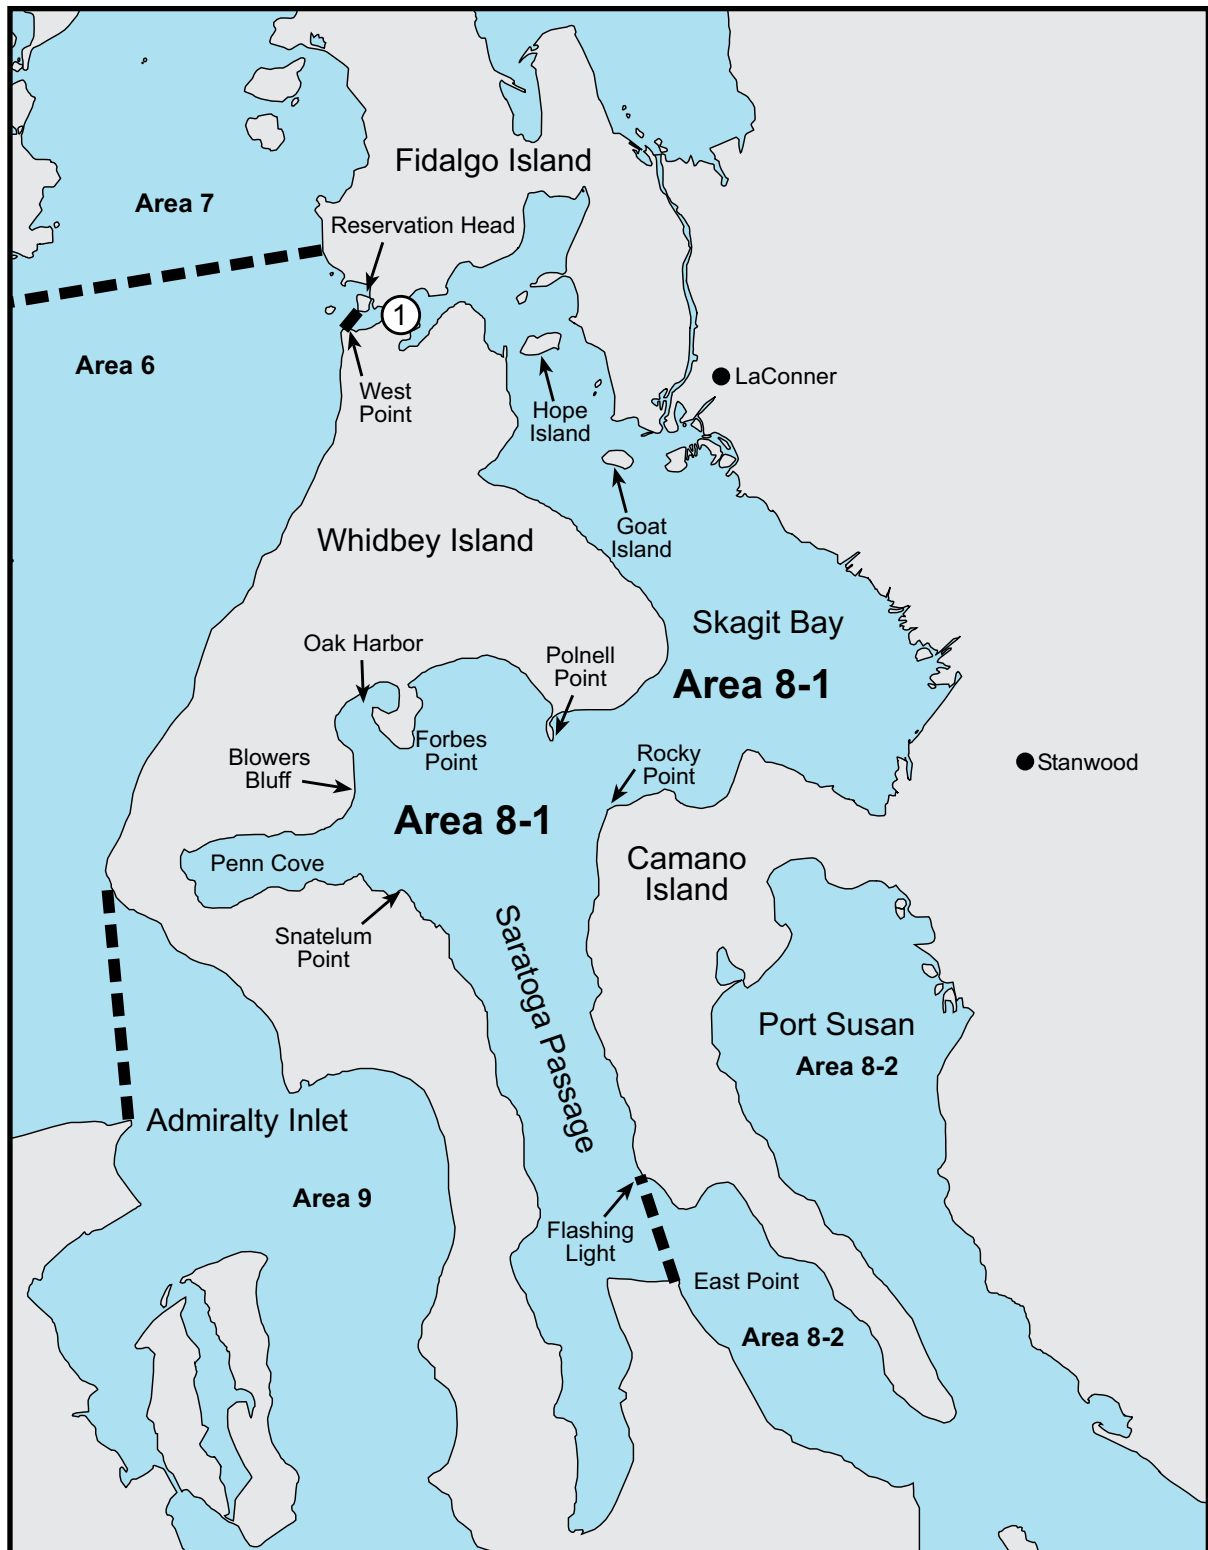 Fidalgo Island
Area 7
Reservation Head
1
Area 6
LaConner
West
Point
Hope
Island
Goat
Island
Whidbey Island
Skagit Bay
Oak Harbor
Polnell
Point
Area 8-1
Forbes
Point
Blowers
Bluff
Rocky
Point
Stanwood
Area 8-1
Penn Cove
Camano
Island
Snatelum
Point
Saratoga Passage
Port Susan
Area 8-2
Admiralty Inlet
Area 9
Flashing
Light
East Point
Area 8-2